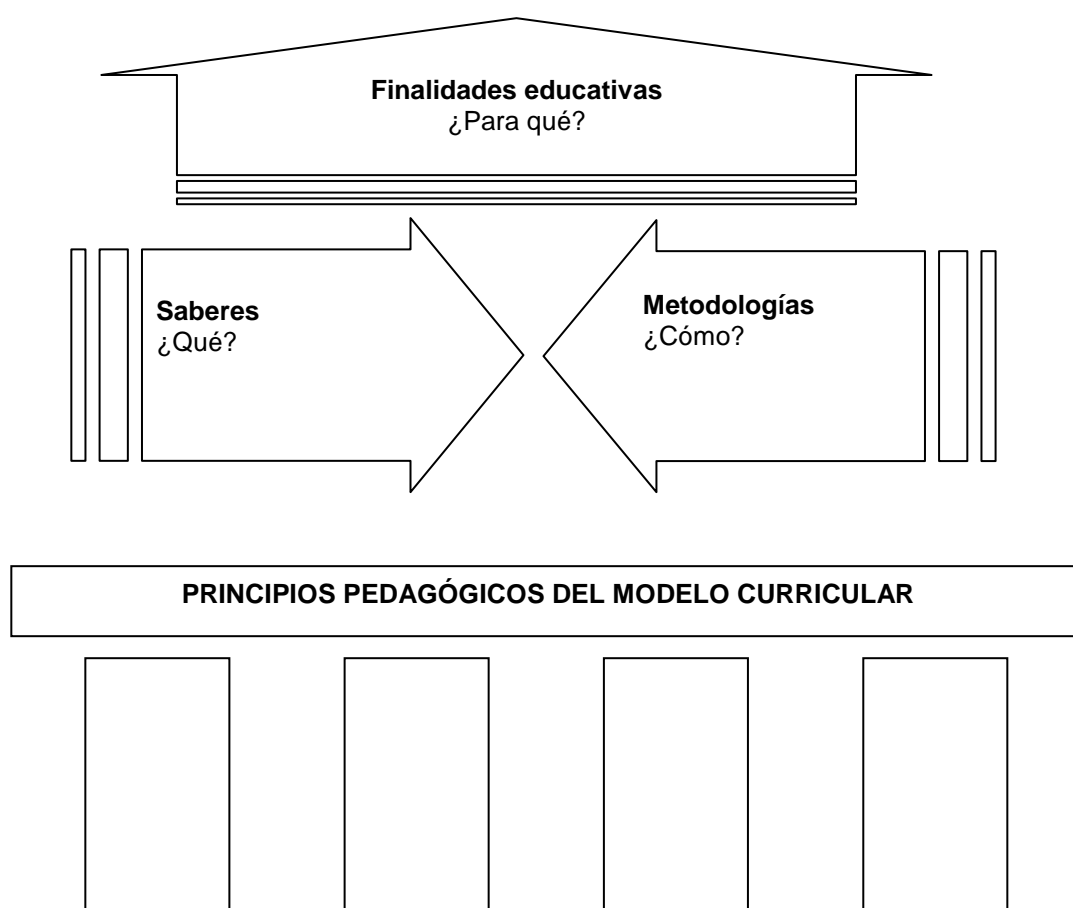 Finalidades educativas
¿Para qué?
Saberes
¿Qué?
Metodologías
¿Cómo?
PRINCIPIOS PEDAGÓGICOS DEL MODELO CURRICULAR